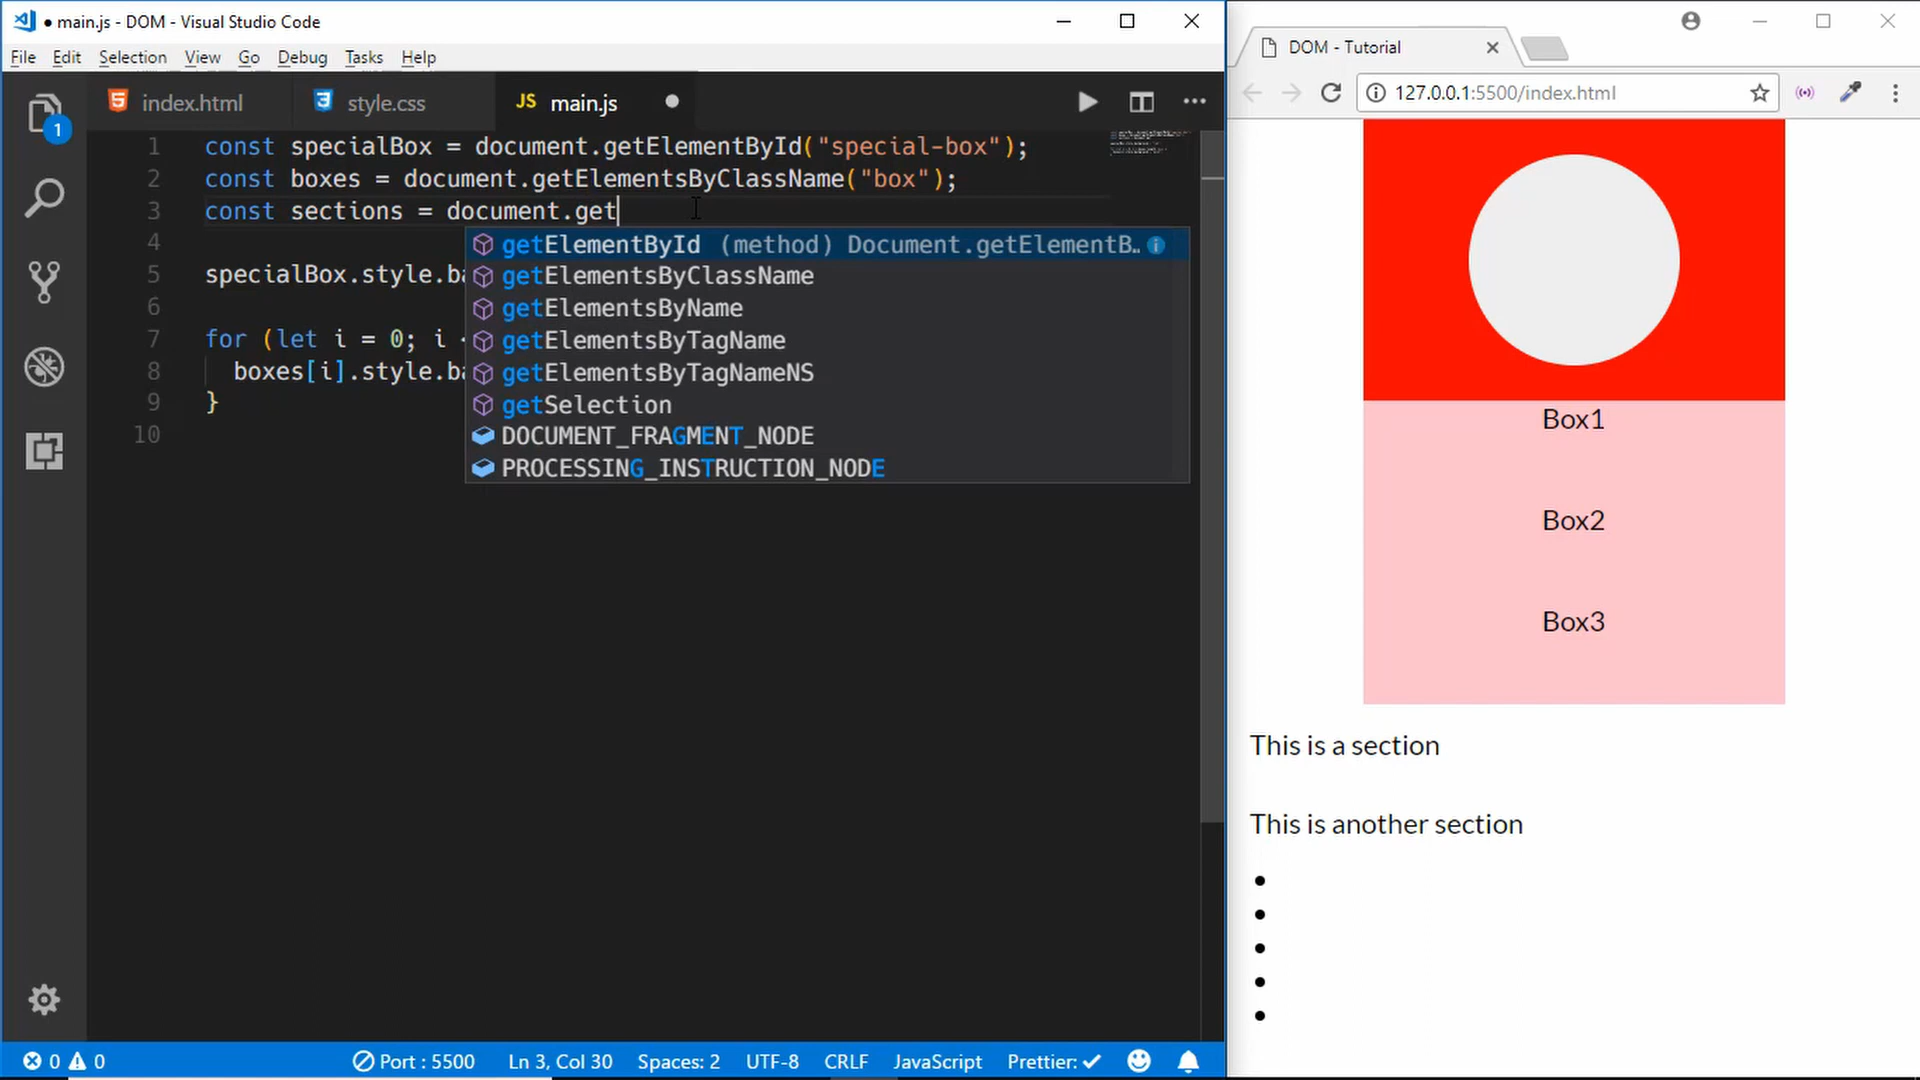 ● main.js - DOM - Visual Studio Code
File Edit Selection View Go Debug Tasks Help
1
index.html
style.css
JS main.js
1 const specialBox = document.getElementById("special-box");
2 const boxes = document.getElementsByClassName("box");
3 const sections = document.get
4
5 specialBox.style.ba
6
7 for (let i = 0; i <
8 boxes[i].style.ba
9 }
10
getElementById (method) Document.getElementB…
getElementsByClassName
getElementsByName
getElementsByTagName
getElementsByTagNameNS
getSelection
DOCUMENT_FRAGMENT_NODE
PROCESSING_INSTRUCTION_NODE
0 0 Port : 5500 Ln 3, Col 30 Spaces: 2 UTF-8 CRLF JavaScript Prettier: ✓
DOM - Tutorial
127.0.0.1:5500/index.html
Box1
Box2
Box3
This is a section
This is another section